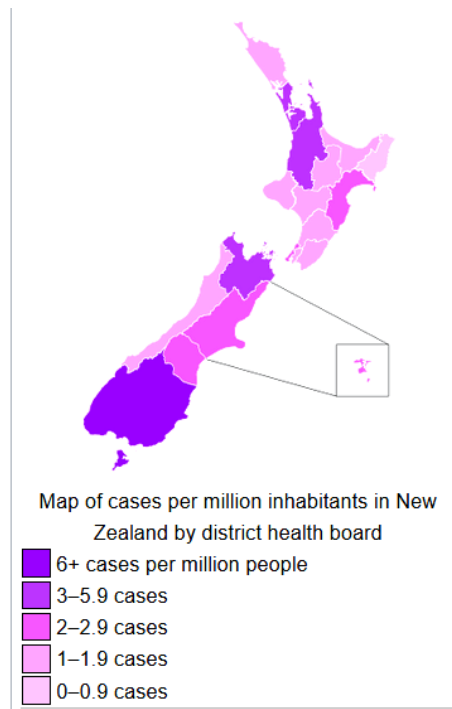 Map of cases per million inhabitants in New
Zealand by district health board
6+ cases per million people
3–5.9 cases
2–2.9 cases
1–1.9 cases
0–0.9 cases